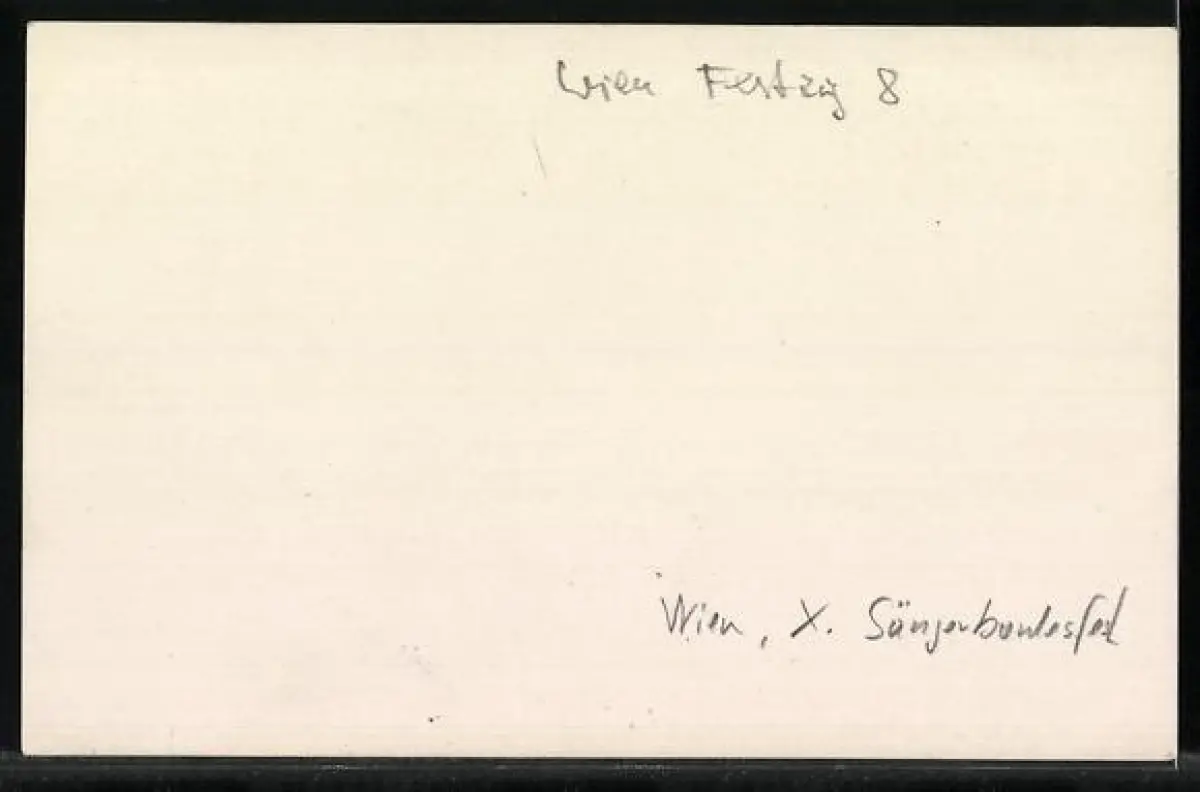 Wien Festzug 8
Wien, X. Sängerbundesfest